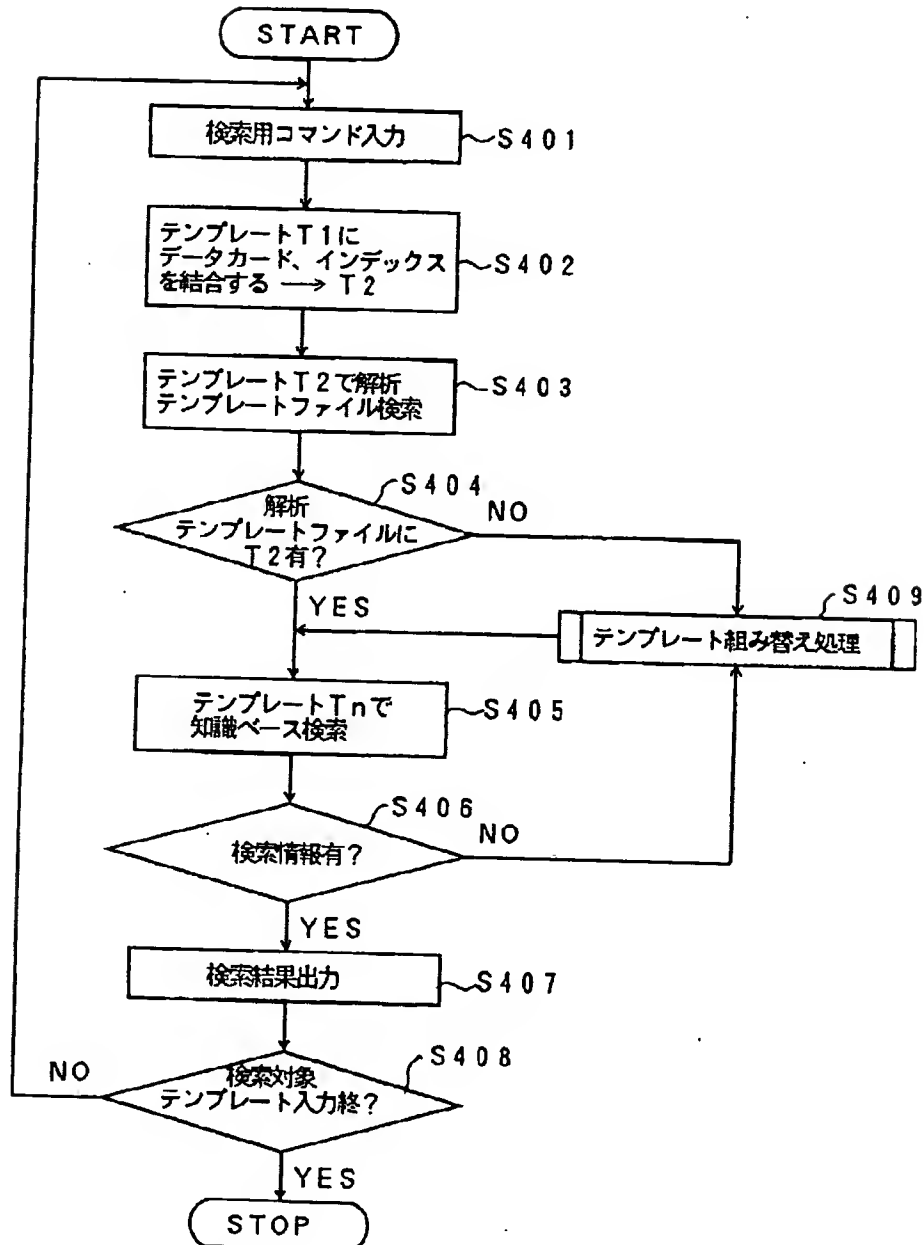 START
検索用コマンド入力
S401
テンプレートT1に
データカード、インデックス
を結合する → T2
S402
テンプレートT2で解析
テンプレートファイル検索
S403
S404
解析
テンプレートファイルに
T2有?
NO
YES
S409
テンプレート組み替え処理
テンプレートTnで
知識ベース検索
S405
S406
検索情報有?
NO
YES
検索結果出力
S407
S408
検索対象
テンプレート入力終?
NO
YES
STOP